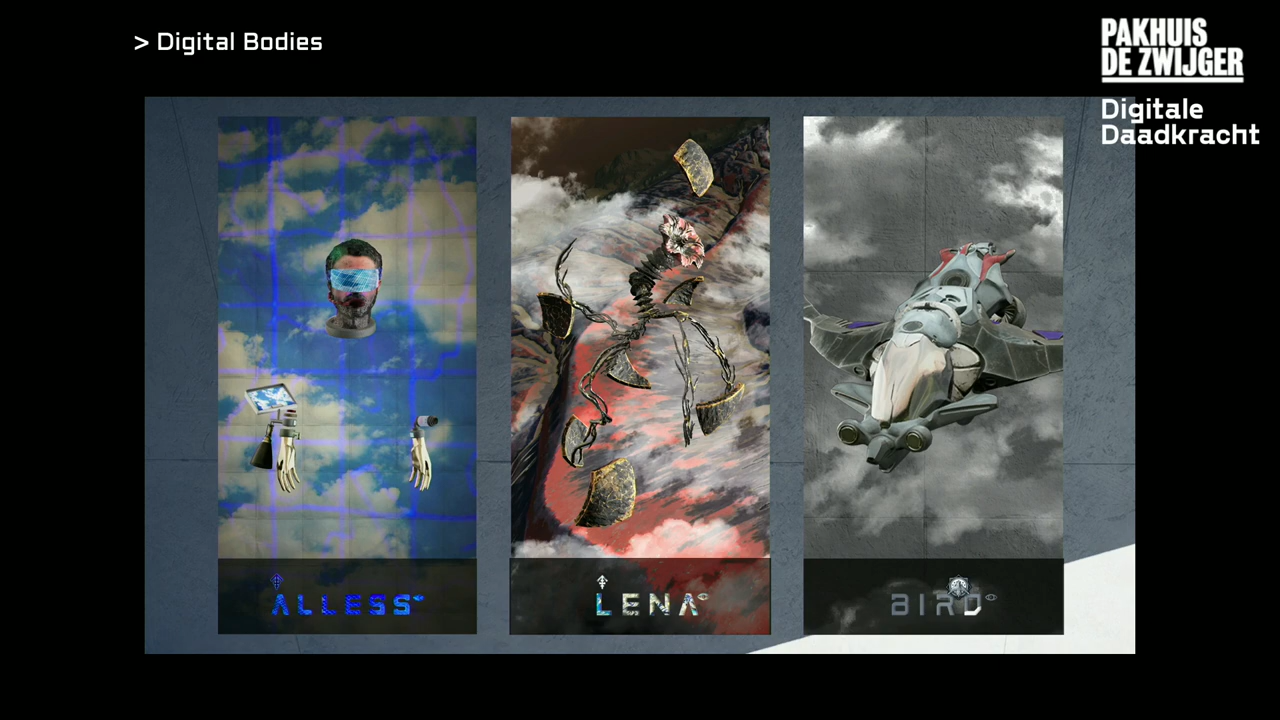 > Digital Bodies
PAKHUIS
DE ZWIJGER
Digitale
Daadkracht
ALLESS
LENA
BIRD